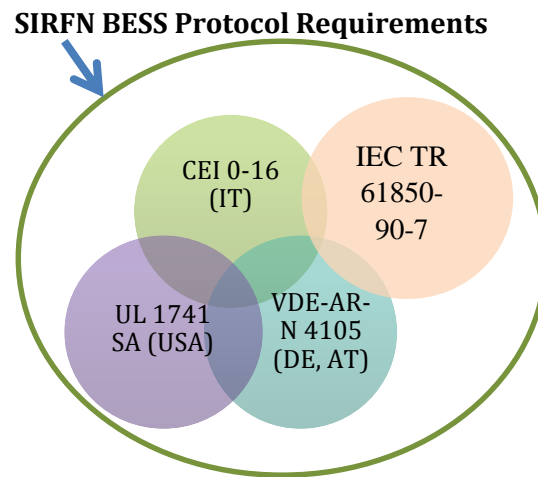 SIRFN BESS Protocol Requirements
CEI 0-16
(IT)
IEC TR
61850-
90-7
UL 1741
SA (USA)
VDE-AR-
N 4105
(DE, AT)